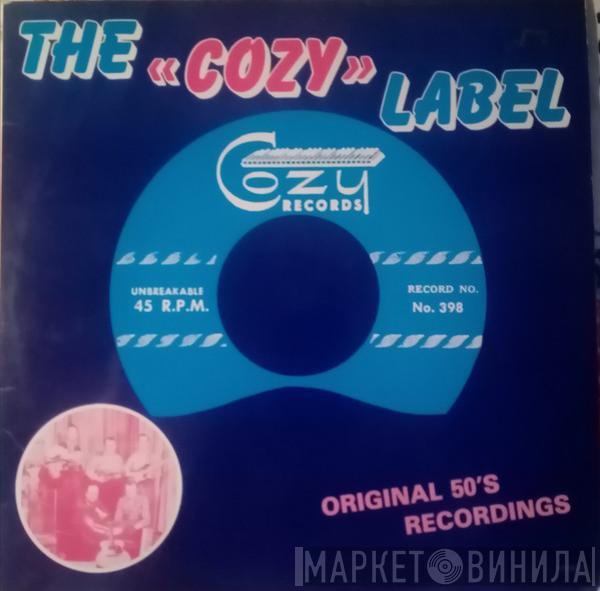 THE «COZY» LABEL
COZY
RECORDS
UNBREAKABLE
45 R.P.M.
RECORD NO.
No. 398
ORIGINAL 50'S
RECORDINGS
МАРКЕТ ВИНИЛА